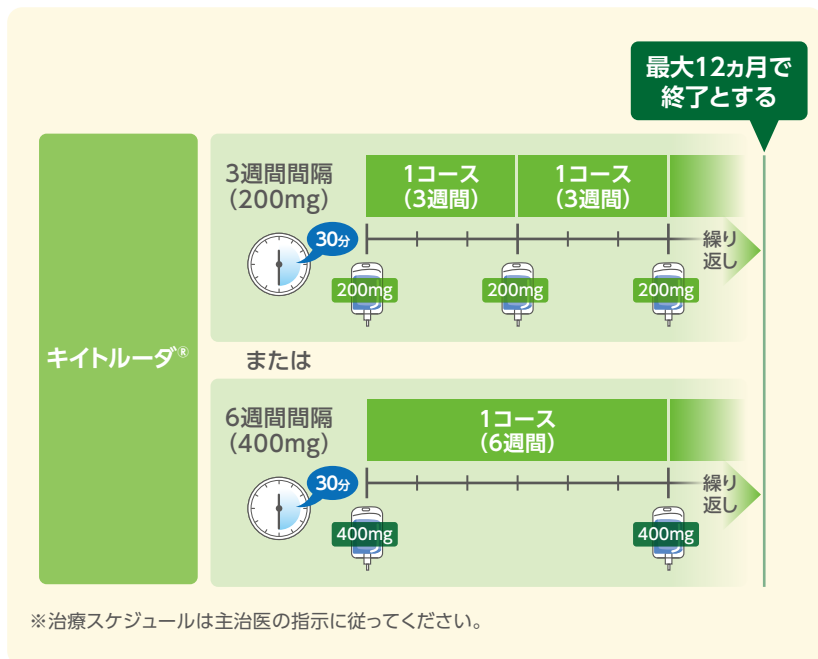 最大12ヵ月で
終了とする
キイトルーダ®
3週間間隔
（200mg）
30分
1コース
（3週間）
1コース
（3週間）
繰り
返し
200mg
200mg
200mg
または
6週間間隔
（400mg）
30分
1コース
（6週間）
繰り
返し
400mg
400mg
※治療スケジュールは主治医の指示に従ってください。